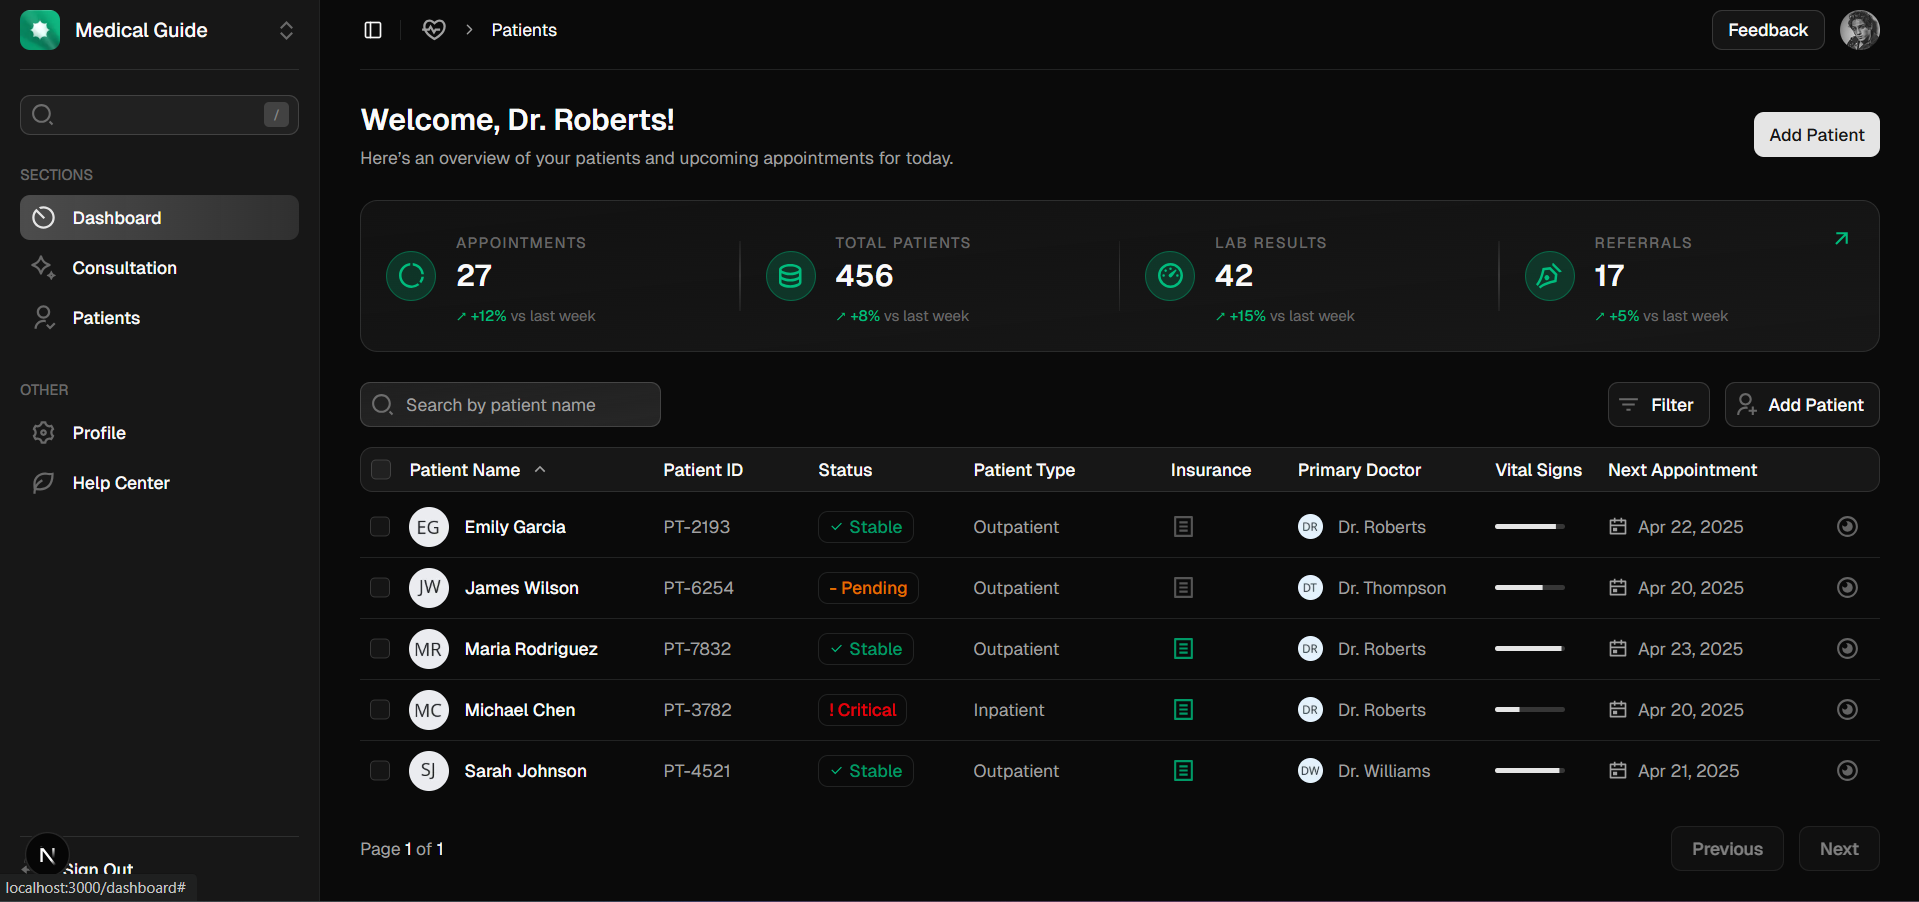 Medical Guide
Patients
Feedback
/
Welcome, Dr. Roberts!
Here's an overview of your patients and upcoming appointments for today.
Add Patient
SECTIONS
Dashboard
Consultation
Patients
OTHER
Profile
Help Center
APPOINTMENTS
27
+12% vs last week
TOTAL PATIENTS
456
+8% vs last week
LAB RESULTS
42
+15% vs last week
REFERRALS
17
+5% vs last week
Search by patient name
Filter
Add Patient
Patient Name Patient ID Status Patient Type Insurance Primary Doctor Vital Signs Next Appointment
EG Emily Garcia PT-2193 Stable Outpatient DR Dr. Roberts Apr 22, 2025
JW James Wilson PT-6254 - Pending Outpatient DT Dr. Thompson Apr 20, 2025
MR Maria Rodriguez PT-7832 Stable Outpatient DR Dr. Roberts Apr 23, 2025
MC Michael Chen PT-3782 ! Critical Inpatient DR Dr. Roberts Apr 20, 2025
SJ Sarah Johnson PT-4521 Stable Outpatient DW Dr. Williams Apr 21, 2025
Page 1 of 1
Previous
Next
N
Sign Out
localhost:3000/dashboard#